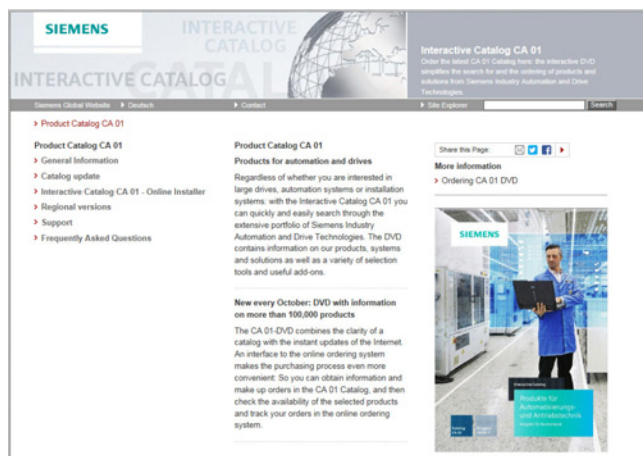 SIEMENS
INTERACTIVE
CATALOG
CATAL
INTERACTIVE CATALOG
Interactive Catalog CA 01
Order the latest CA 01 Catalog here: the interactive DVD
simplifies the search for and the ordering of products and
solutions from Siemens Industry Automation and Drive
Technologies.
Siemens Global Website
Deutsch
Contact
Site Explorer
Search
Product Catalog CA 01
Product Catalog CA 01
General Information
Catalog update
Interactive Catalog CA 01 - Online Installer
Regional versions
Support
Frequently Asked Questions
Product Catalog CA 01
Products for automation and drives
Regardless of whether you are interested in
large drives, automation systems or installation
systems: with the Interactive Catalog CA 01 you
can quickly and easily search through the
extensive portfolio of Siemens Industry
Automation and Drive Technologies. The DVD
contains information on our products, systems
and solutions as well as a variety of selection
tools and useful add-ons.
New every October: DVD with information
on more than 100,000 products
The CA 01-DVD combines the clarity of a
catalog with the instant updates of the Internet.
An interface to the online ordering system
makes the purchasing process even more
convenient: So you can obtain information and
make up orders in the CA 01 Catalog, and then
check the availability of the selected products
and track your orders in the online ordering
system.
Share this Page:
More information
Ordering CA 01 DVD
SIEMENS
Interactive Catalog
Produkte für
Automatisierungs-
und Antriebstechnik